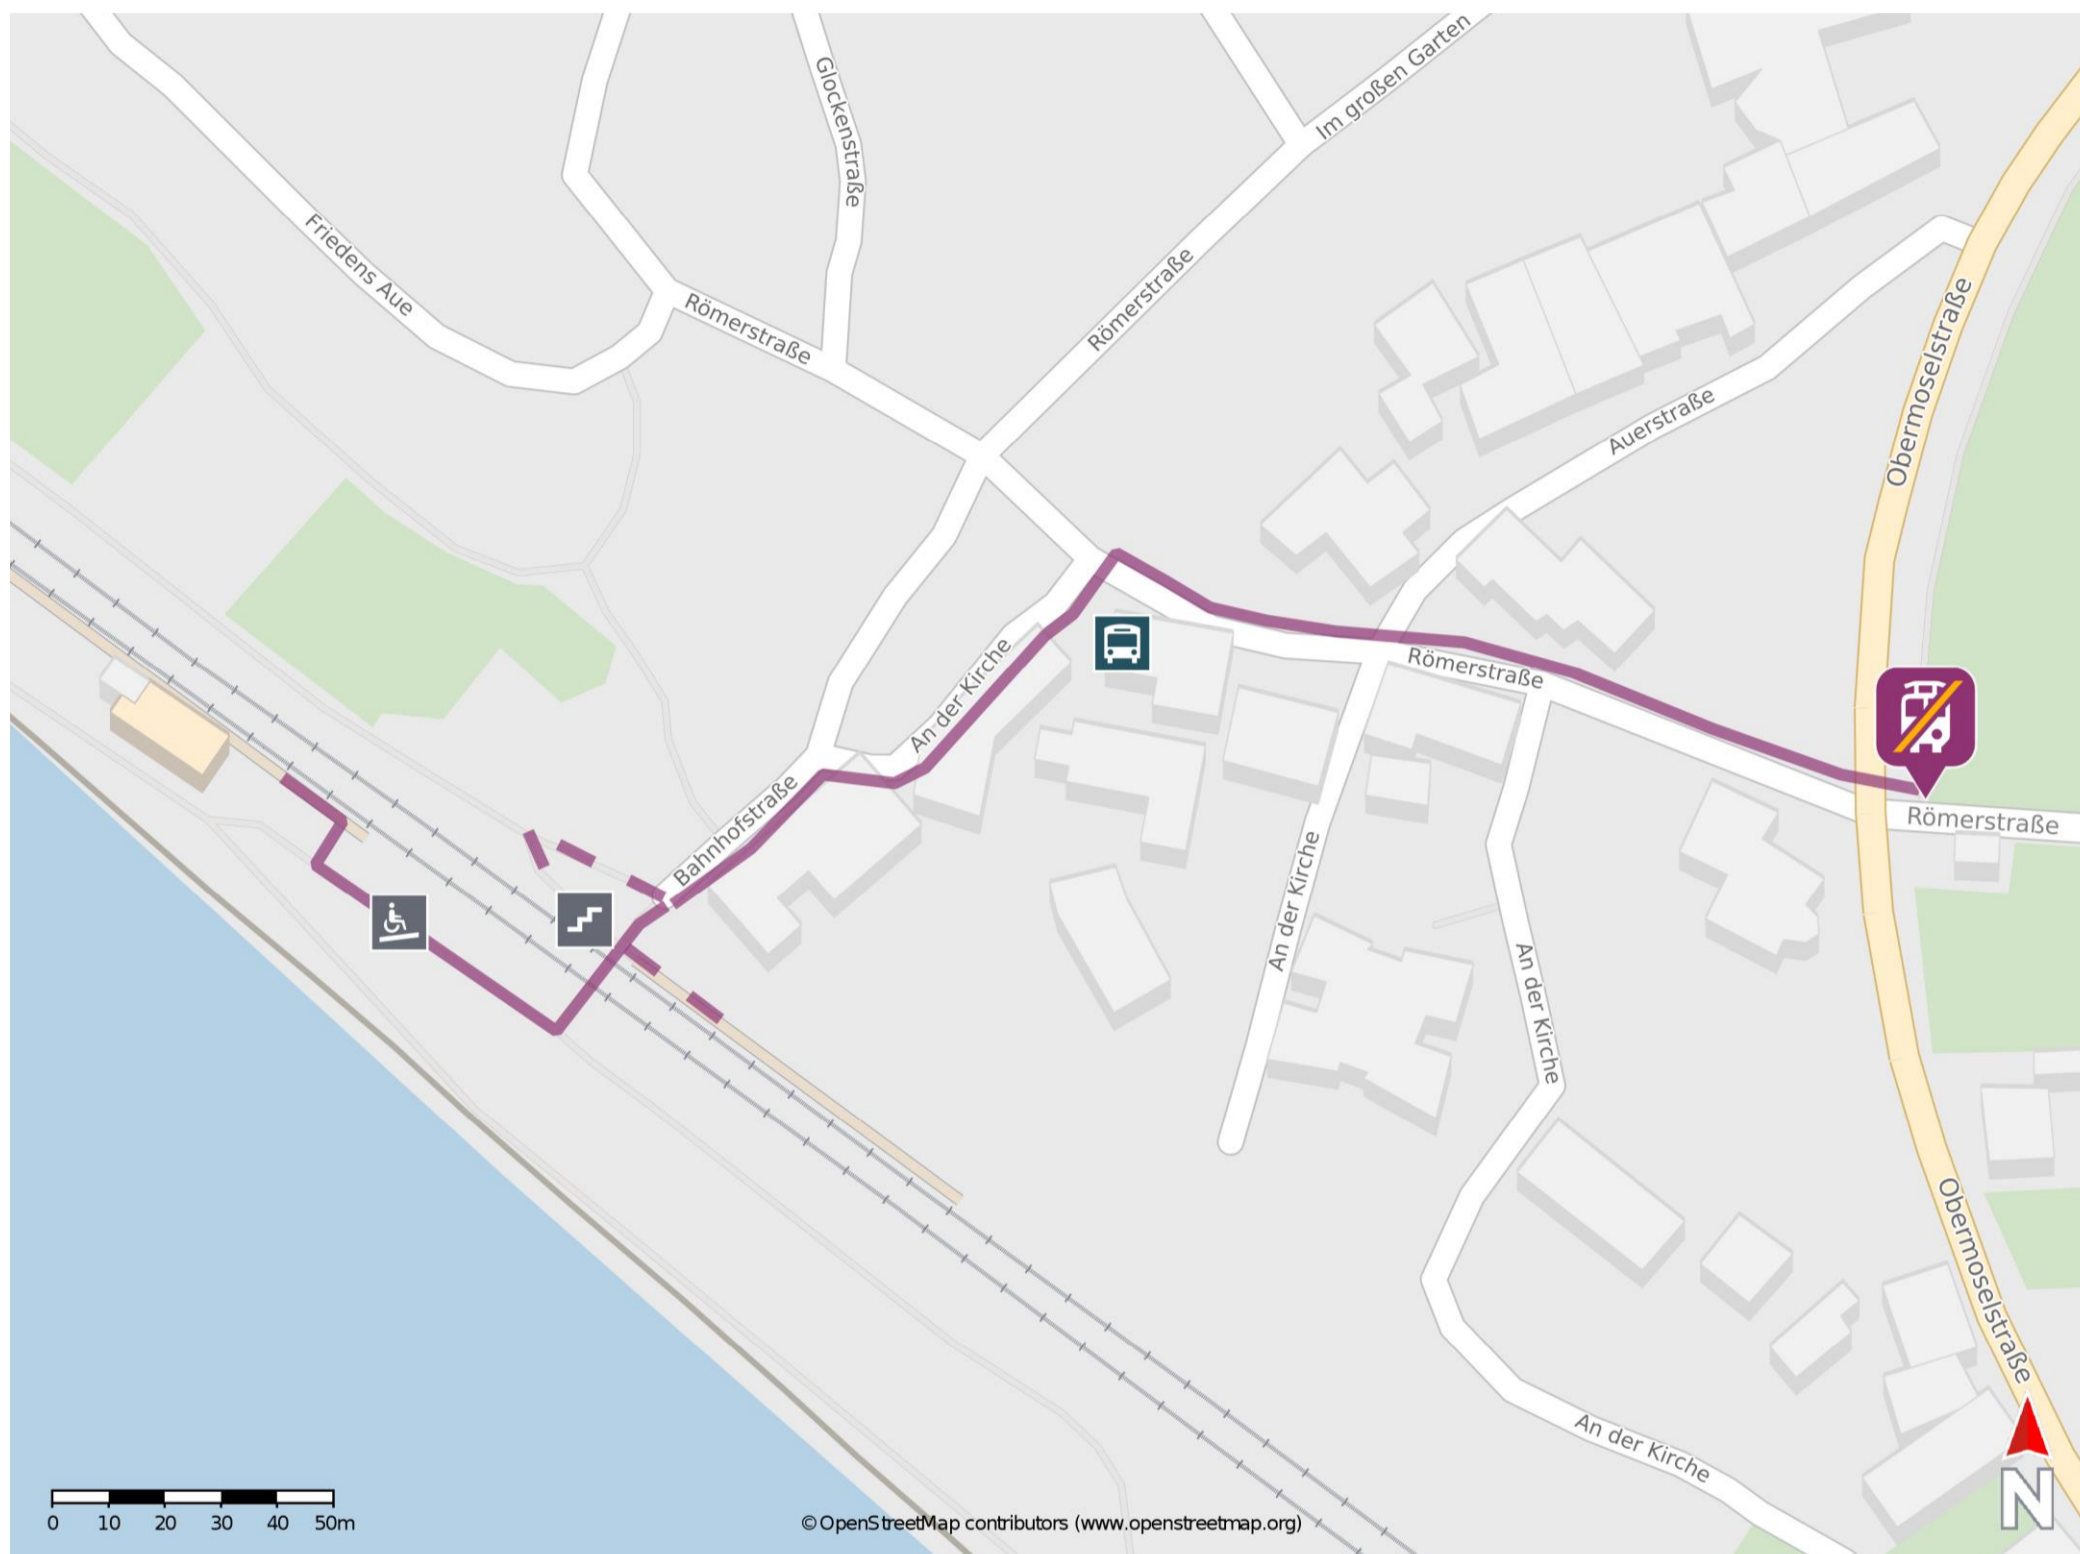 Glockenstraße
Im großen Garten
Friedens Aue
Römerstraße
Römerstraße
Obermoselstraße
Auerstraße
An der Kirche
Römerstraße
Bahnhofstraße
Römerstraße
An der Kirche
An der Kirche
Obermoselstraße
An der Kirche
N
0 10 20 30 40 50m
© OpenStreetMap contributors (www.openstreetmap.org)